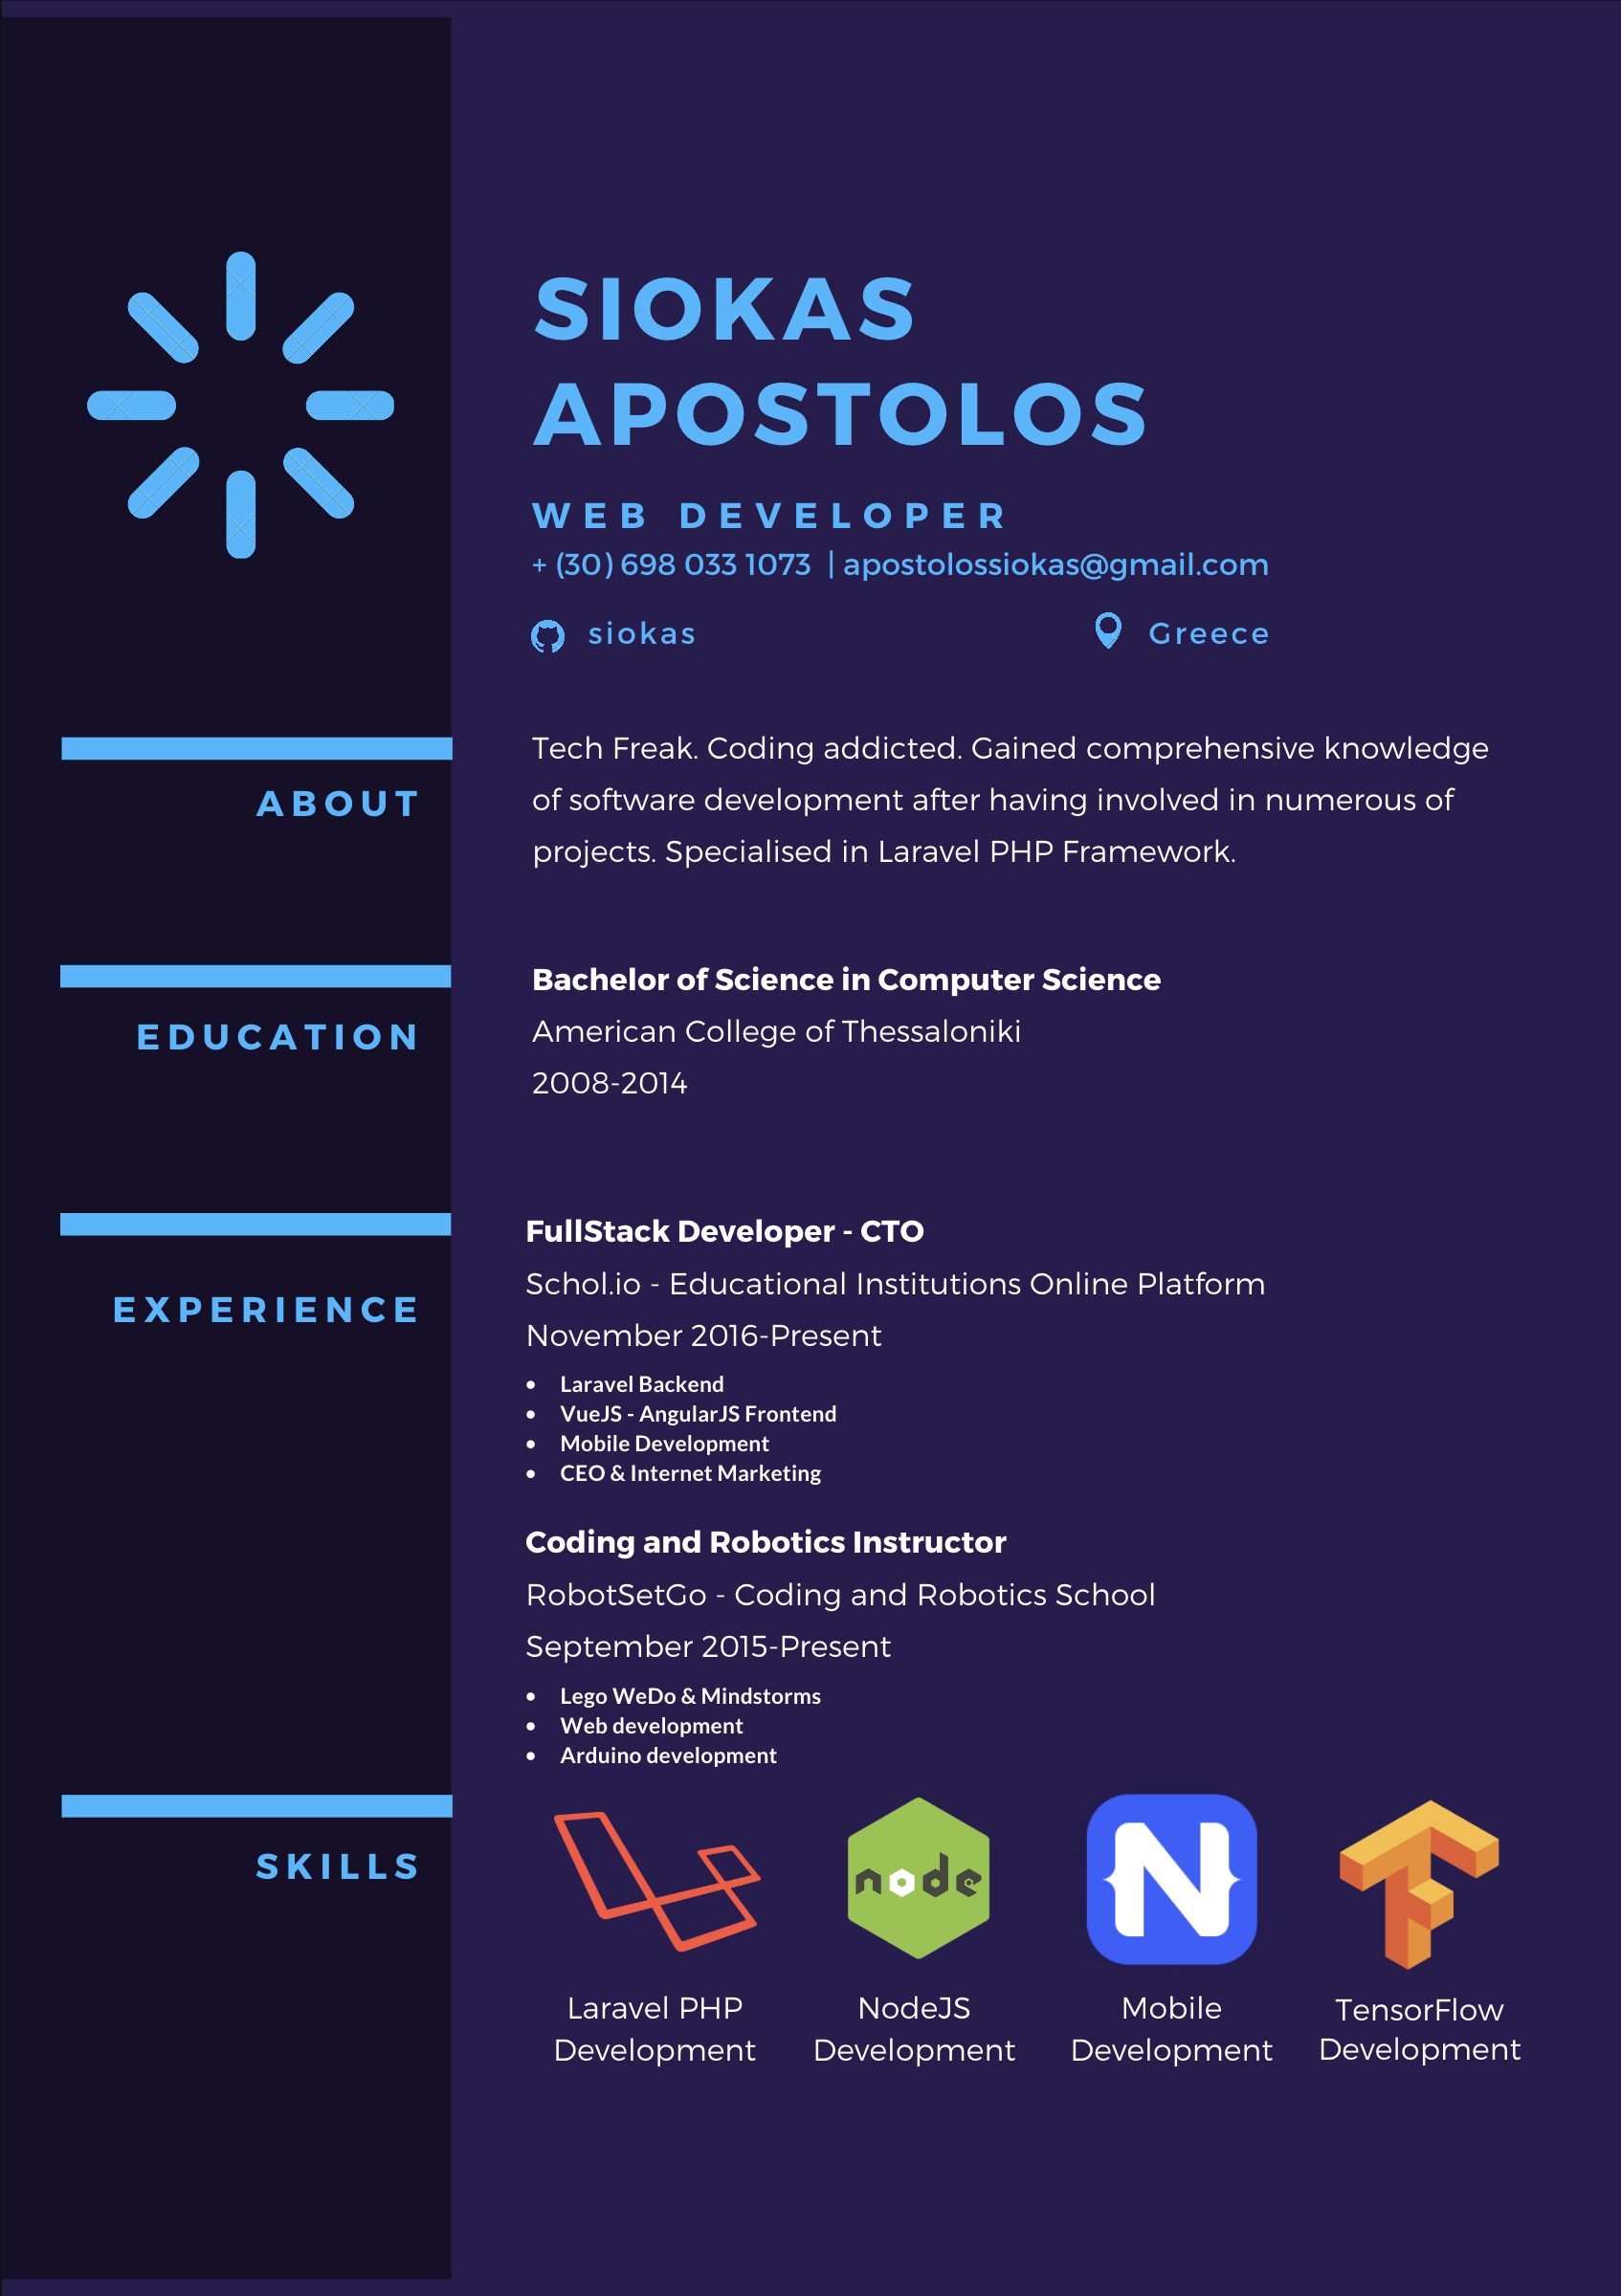 SIOKAS
APOSTOLOS
WEB DEVELOPER
+ (30) 698 033 1073 | apostolossiokas@gmail.com
siokas
Greece
ABOUT
Tech Freak. Coding addicted. Gained comprehensive knowledge
of software development after having involved in numerous of
projects. Specialised in Laravel PHP Framework.
EDUCATION
Bachelor of Science in Computer Science
American College of Thessaloniki
2008-2014
EXPERIENCE
FullStack Developer - CTO
Schol.io - Educational Institutions Online Platform
November 2016-Present
• Laravel Backend
• VueJS - AngularJS Frontend
• Mobile Development
• CEO & Internet Marketing
Coding and Robotics Instructor
RobotSetGo - Coding and Robotics School
September 2015-Present
• Lego WeDo & Mindstorms
• Web development
• Arduino development
SKILLS
node
N
Laravel PHP
Development
NodeJS
Development
Mobile
Development
TensorFlow
Development